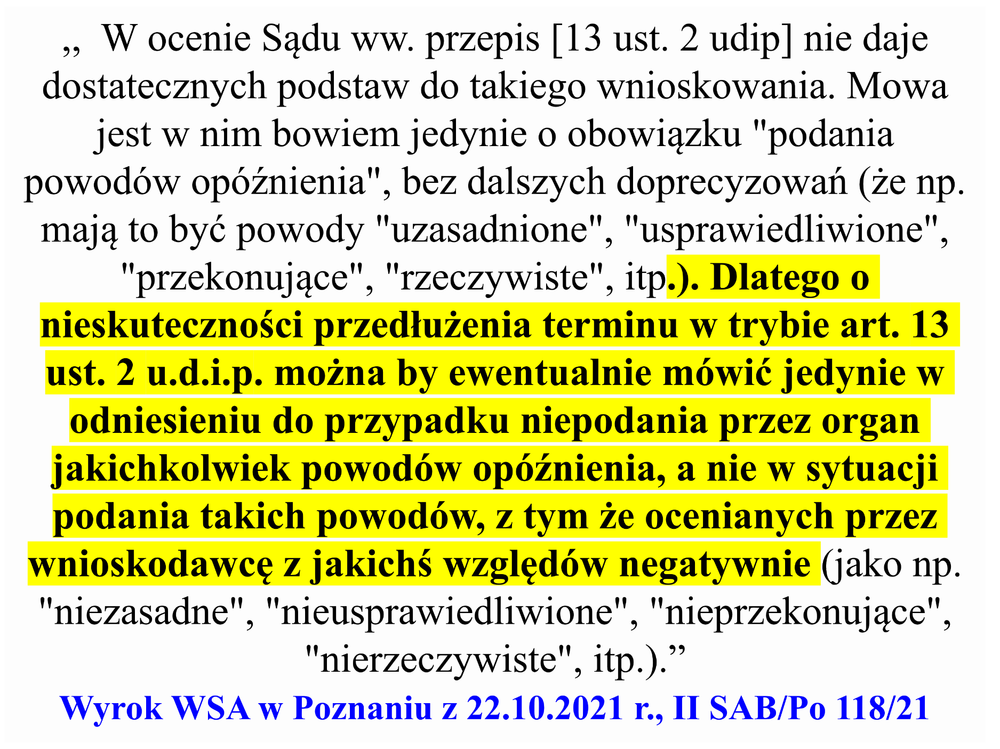 ,, W ocenie Sądu ww. przepis [13 ust. 2 udip] nie daje
dostatecznych podstaw do takiego wnioskowania. Mowa
jest w nim bowiem jedynie o obowiązku "podania
powodów opóźnienia", bez dalszych doprecyzowań (że np.
mają to być powody "uzasadnione", "usprawiedliwione",
"przekonujące", "rzeczywiste", itp.). Dlatego o
nieskuteczności przedłużenia terminu w trybie art. 13
ust. 2 u.d.i.p. można by ewentualnie mówić jedynie w
odniesieniu do przypadku niepodania przez organ
jakichkolwiek powodów opóźnienia, a nie w sytuacji
podania takich powodów, z tym że ocenianych przez
wnioskodawcę z jakichś względów negatywnie (jako np.
"niezasadne", "nieusprawiedliwione", "nieprzekonujące",
"nierzeczywiste", itp.).”
Wyrok WSA w Poznaniu z 22.10.2021 r., II SAB/Po 118/21